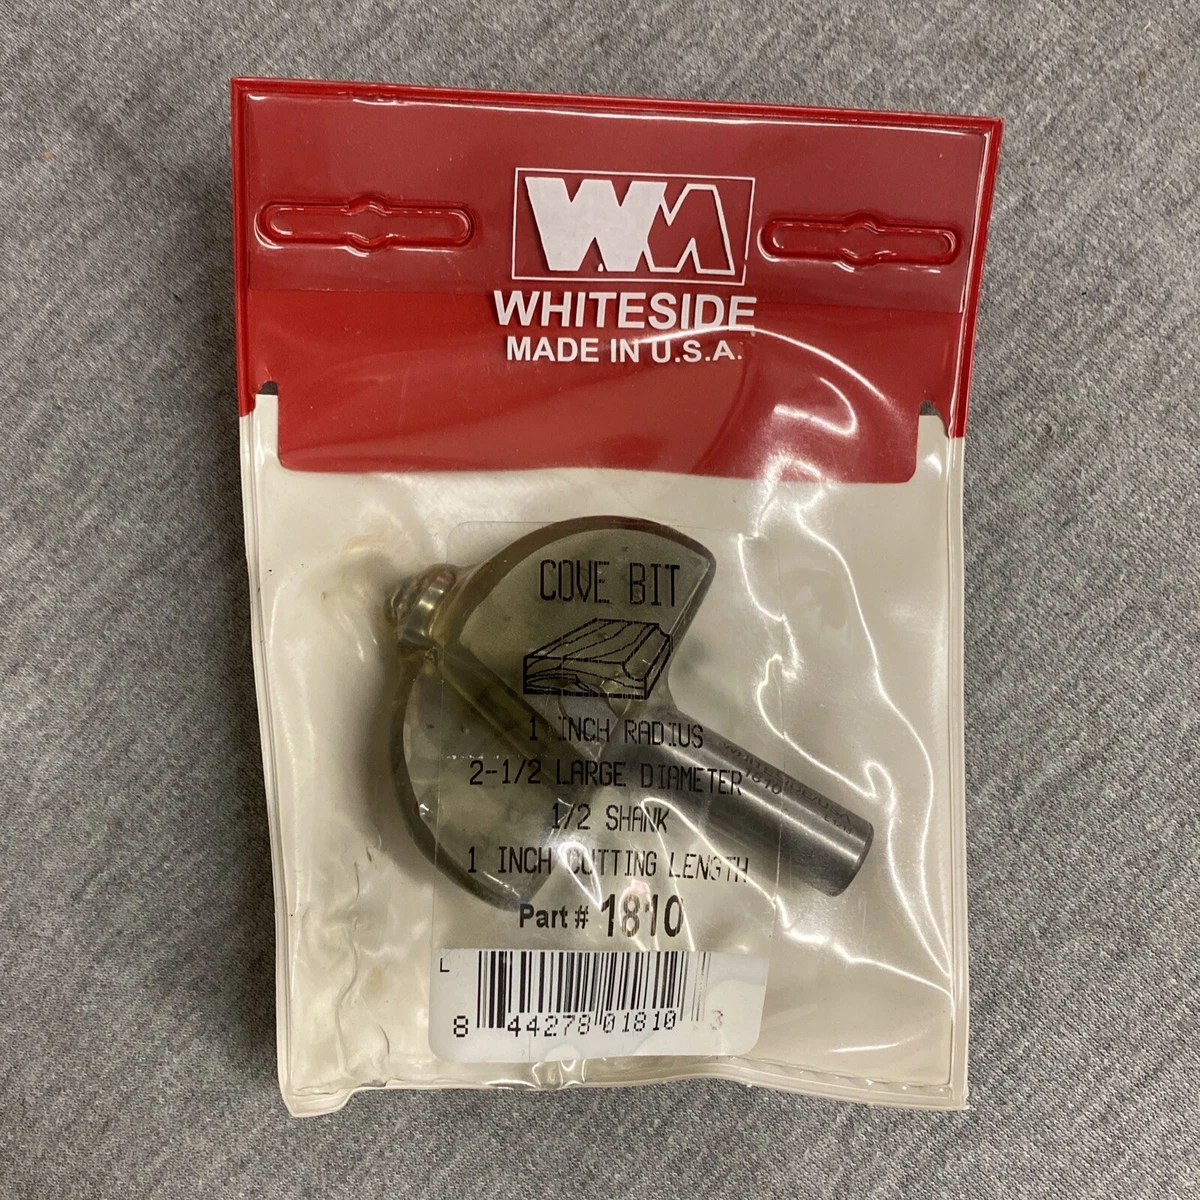 WHITESIDE
MADE IN U.S.A.
COVE BIT
1 INCH RADIUS
2-1/2 LARGE DIAMETER
1/2 SHANK
1 INCH CUTTING LENGTH
Part # 1810
L
8 44278 01810 3
1810